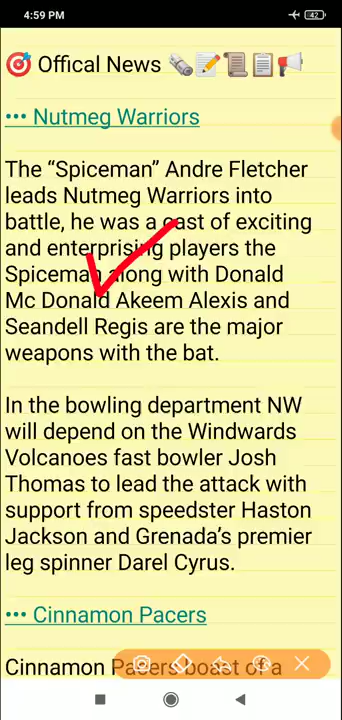 4:59 PM
42
Offical News
••• Nutmeg Warriors
The “Spiceman” Andre Fletcher
leads Nutmeg Warriors into
battle, he was a cast of exciting
and enterprising players the
Spiceman along with Donald
Mc Donald Akeem Alexis and
Seandell Regis are the major
weapons with the bat.
In the bowling department NW
will depend on the Windwards
Volcanoes fast bowler Josh
Thomas to lead the attack with
support from speedster Haston
Jackson and Grenada’s premier
leg spinner Darel Cyrus.
••• Cinnamon Pacers
Cinnamon Pacers boast of a